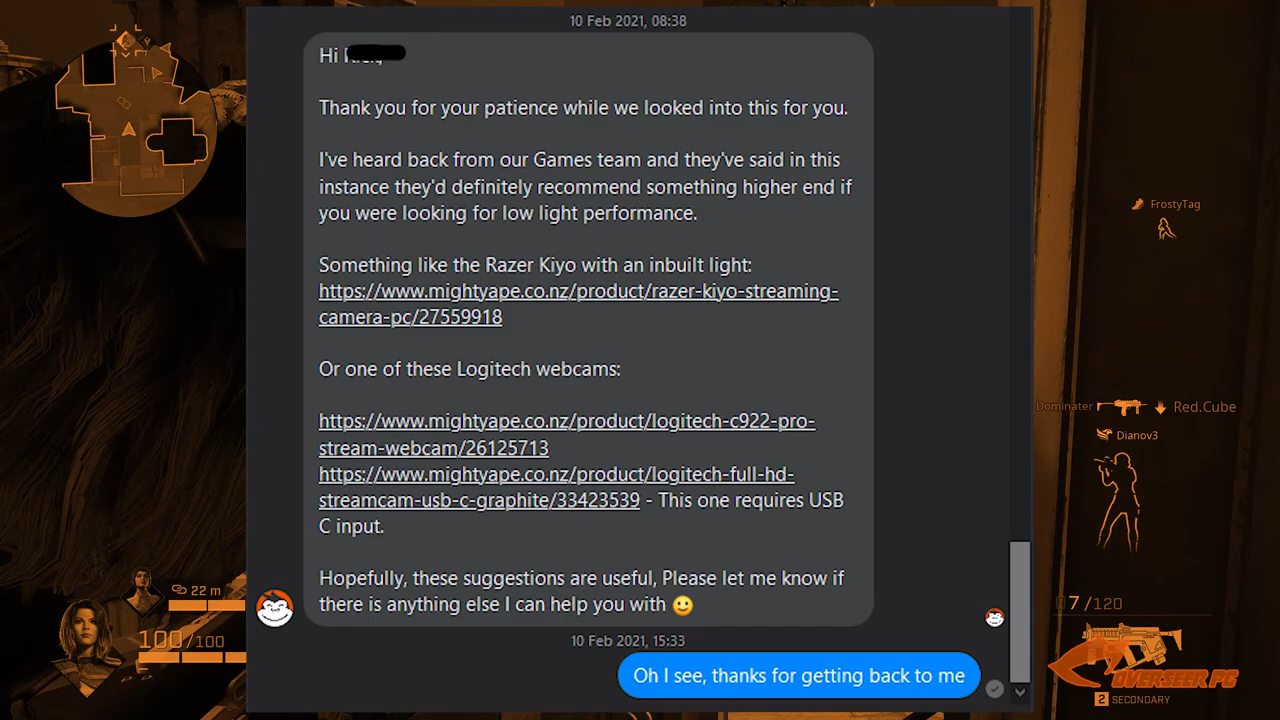 10 Feb 2021, 08:38
Hi
Thank you for your patience while we looked into this for you.
I've heard back from our Games team and they've said in this
instance they'd definitely recommend something higher end if
you were looking for low light performance.
Something like the Razer Kiyo with an inbuilt light:
https://www.mightyape.co.nz/product/razer-kiyo-streaming-
camera-pc/27559918
Or one of these Logitech webcams:
https://www.mightyape.co.nz/product/logitech-c922-pro-
stream-webcam/26125713
https://www.mightyape.co.nz/product/logitech-full-hd-
streamcam-usb-c-graphite/33423539 - This one requires USB
C input.
Hopefully, these suggestions are useful, Please let me know if
there is anything else I can help you with 🙂
10 Feb 2021, 15:33
Oh I see, thanks for getting back to me
22 m
100/100
FrostyTag
Dominater Red.Cube
Dianov3
7/120
OVERSEER PC
2 SECONDARY